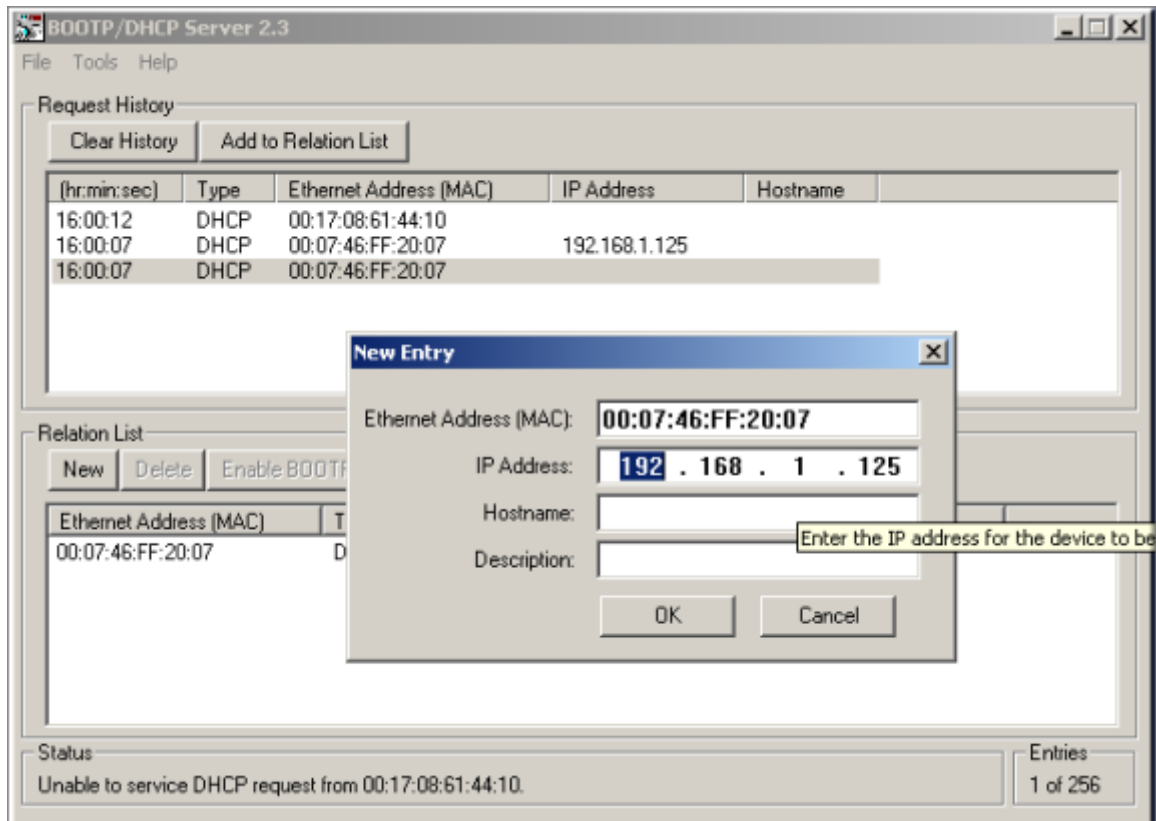 BOOTP/DHCP Server 2.3
File Tools Help
Request History
Clear History Add to Relation List
(hr:min:sec) Type Ethernet Address (MAC) IP Address Hostname
16:00:12 DHCP 00:17:08:61:44:10
16:00:07 DHCP 00:07:46:FF:20:07 192.168.1.125
16:00:07 DHCP 00:07:46:FF:20:07
New Entry
Ethernet Address (MAC): 00:07:46:FF:20:07
IP Address: 192 . 168 . 1 . 125
Hostname:
Enter the IP address for the device to be
Description:
OK Cancel
Relation List
New Delete Enable BOOTP
Ethernet Address (MAC) T
00:07:46:FF:20:07 D
Status
Unable to service DHCP request from 00:17:08:61:44:10.
Entries
1 of 256